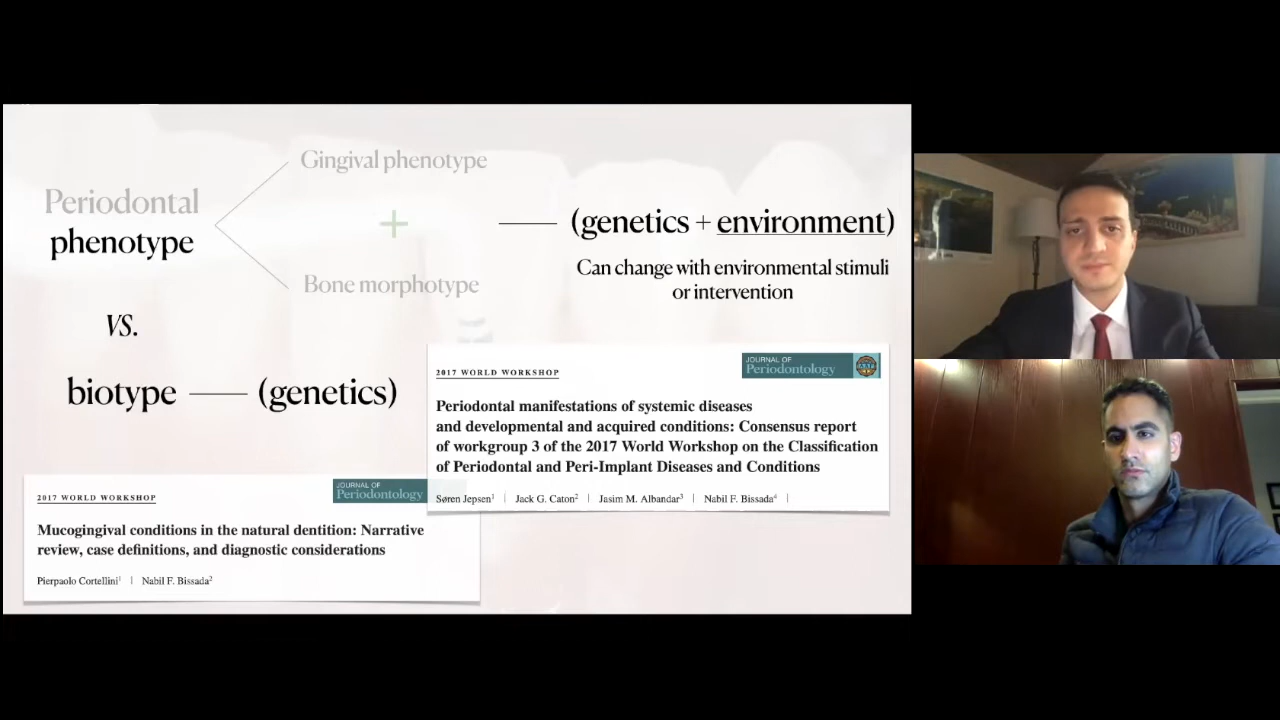 Periodontal
phenotype
Gingival phenotype
+
Bone morphotype
(genetics + environment)
Can change with environmental stimuli
or intervention
VS.
biotype
(genetics)
2017 WORLD WORKSHOP
JOURNAL OF
Periodontology
Periodontal manifestations of systemic diseases
and developmental and acquired conditions: Consensus report
of workgroup 3 of the 2017 World Workshop on the Classification
of Periodontal and Peri-Implant Diseases and Conditions
Søren Jepsen¹ | Jack G. Caton² | Jasim M. Albandar³ | Nabil F. Bissada⁴ |
2017 WORLD WORKSHOP
JOURNAL OF
Periodontology
Mucogingival conditions in the natural dentition: Narrative
review, case definitions, and diagnostic considerations
Pierpaolo Cortellini¹ | Nabil F. Bissada²